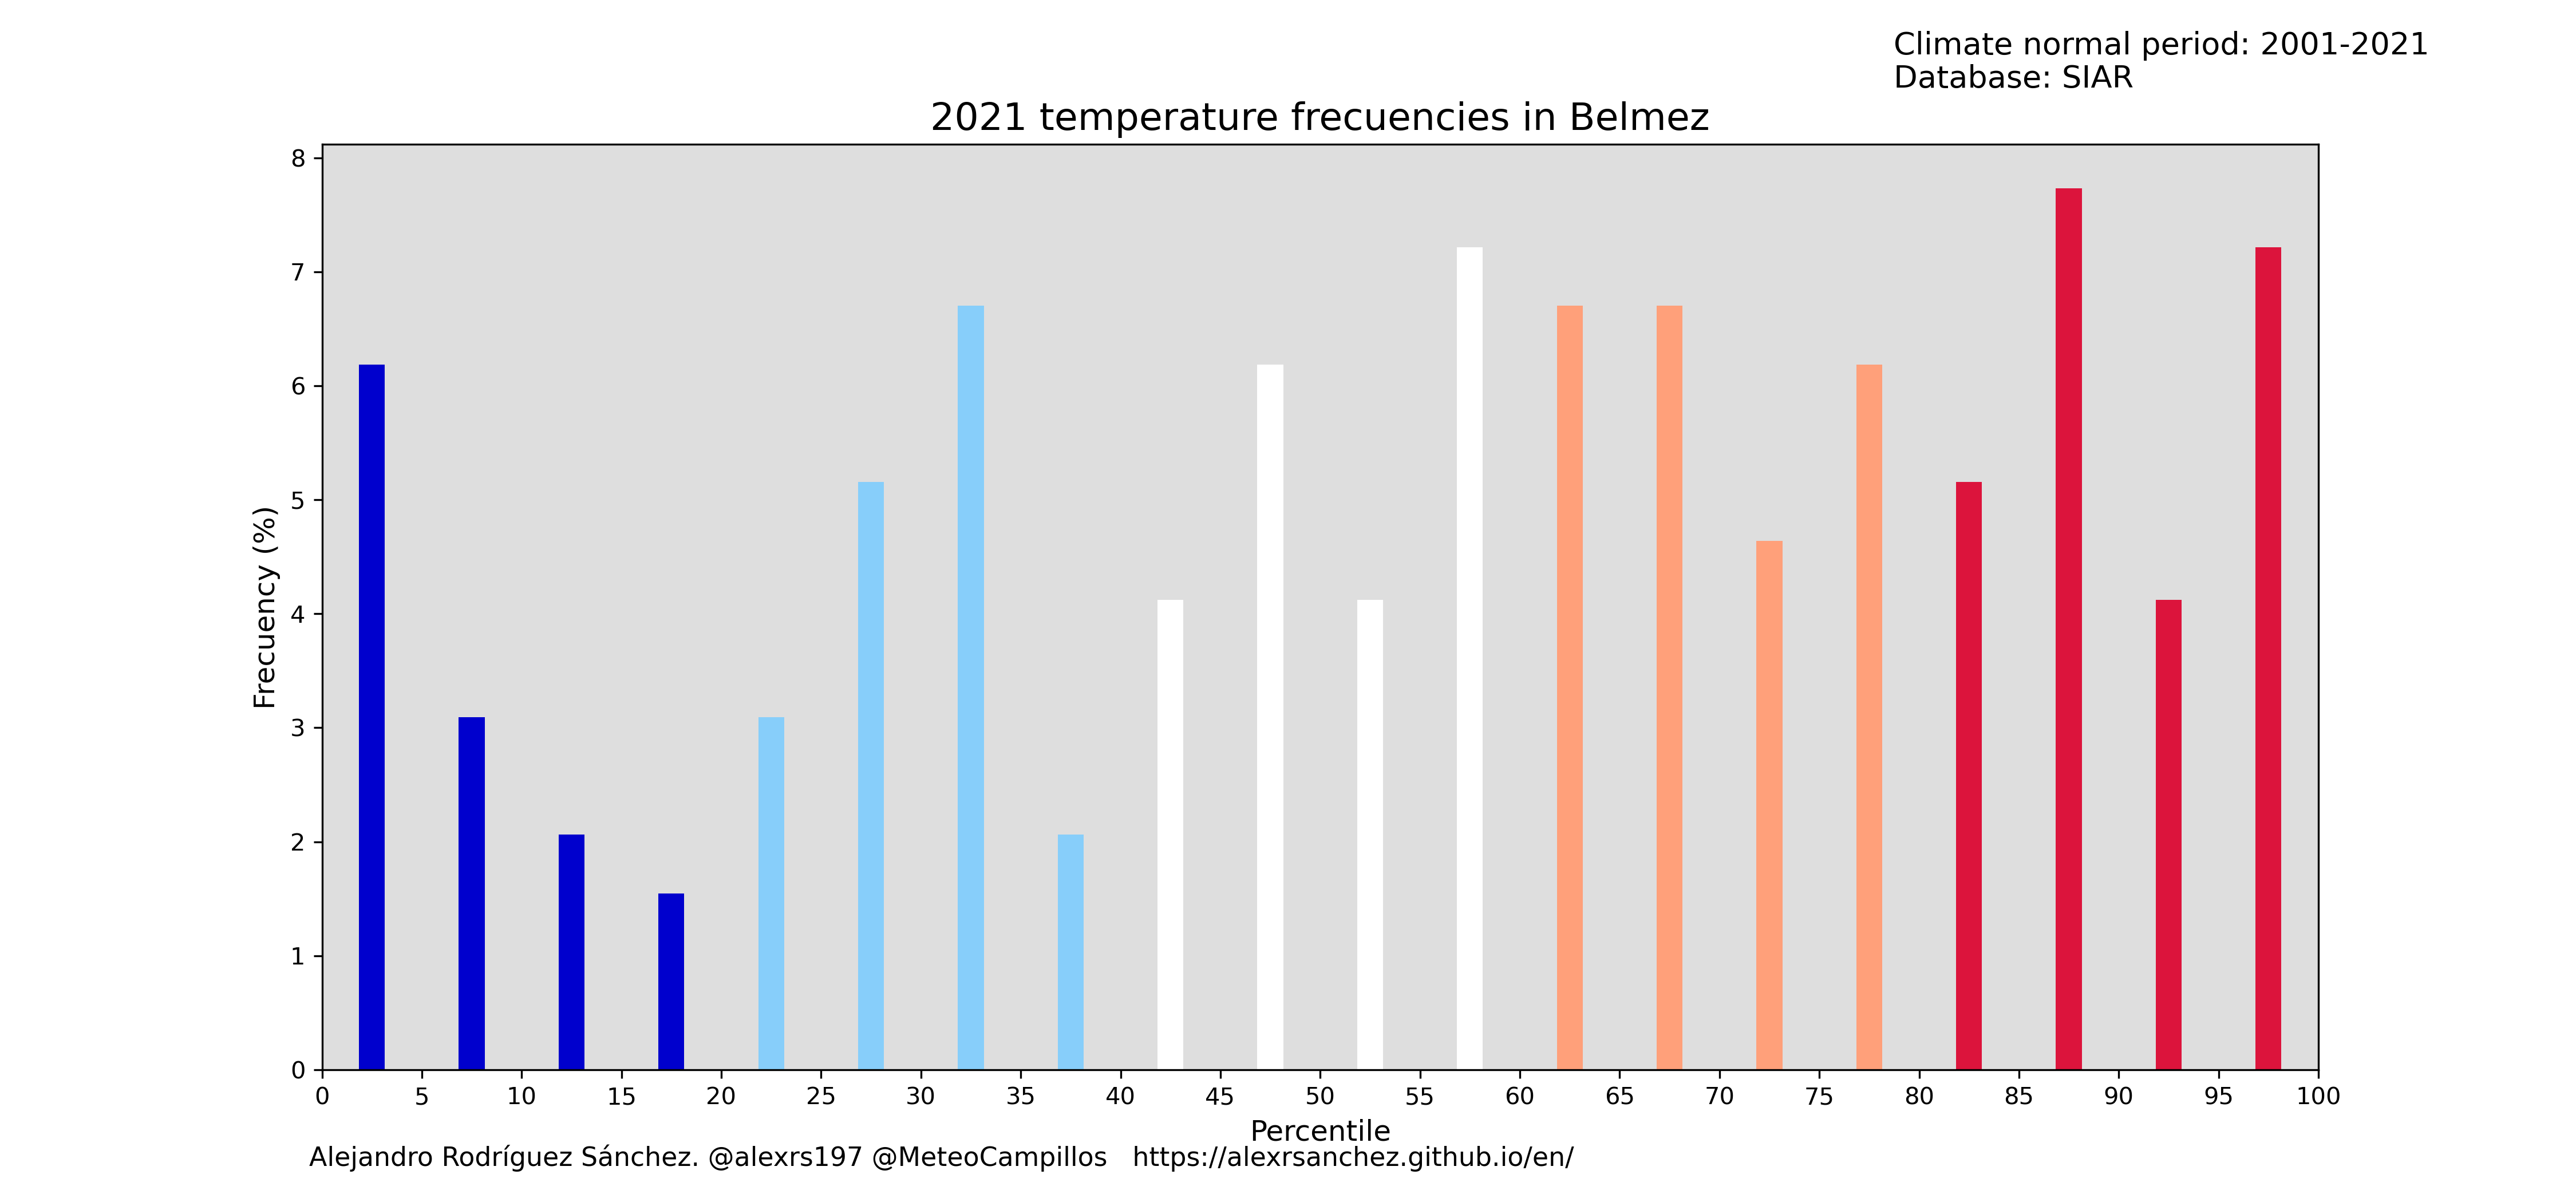 Climate normal period: 2001-2021
Database: SIAR
2021 temperature frecuencies in Belmez
8
7
6
5
4
3
2
1
0
Frecuency (%)
0 5 10 15 20 25 30 35 40 45 50 55 60 65 70 75 80 85 90 95 100
Percentile
Alejandro Rodríguez Sánchez. @alexrs197 @MeteoCampillos https://alexrsanchez.github.io/en/